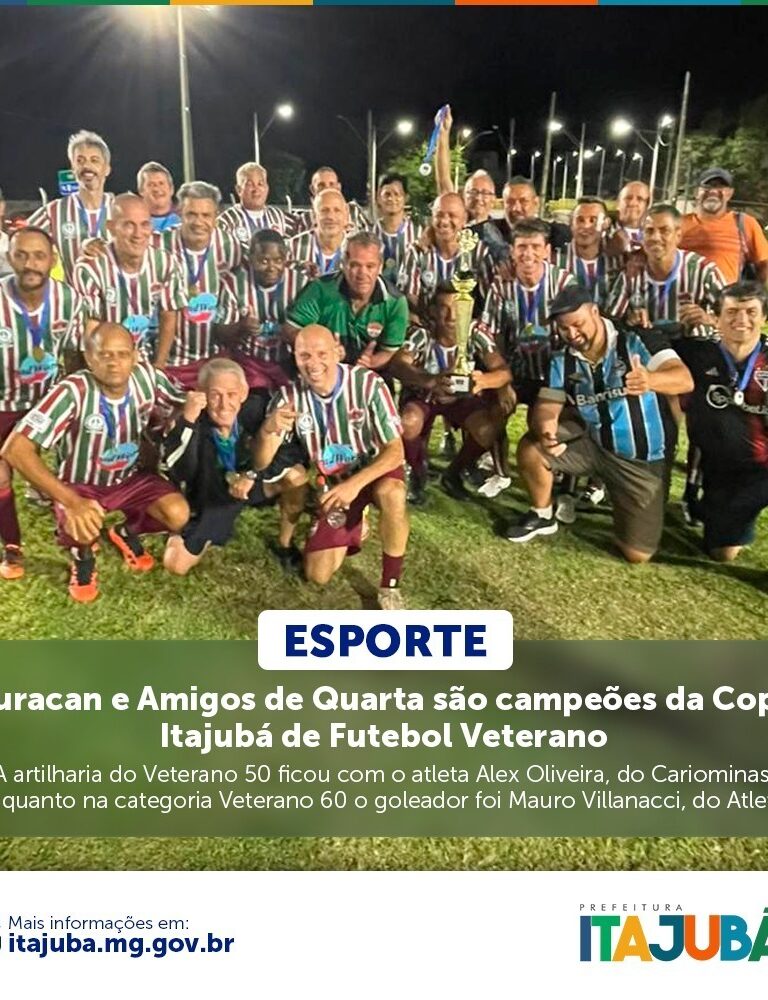 ESPORTE
uracan e Amigos de Quarta são campeões da Cop
Itajubá de Futebol Veterano
A artilharia do Veterano 50 ficou com o atleta Alex Oliveira, do Cariominas
quanto na categoria Veterano 60 o goleador foi Mauro Villanacci, do Atle
Mais informações em:
itajuba.mg.gov.br
PREFEITURA
ITAJUBÁ
Banrisul